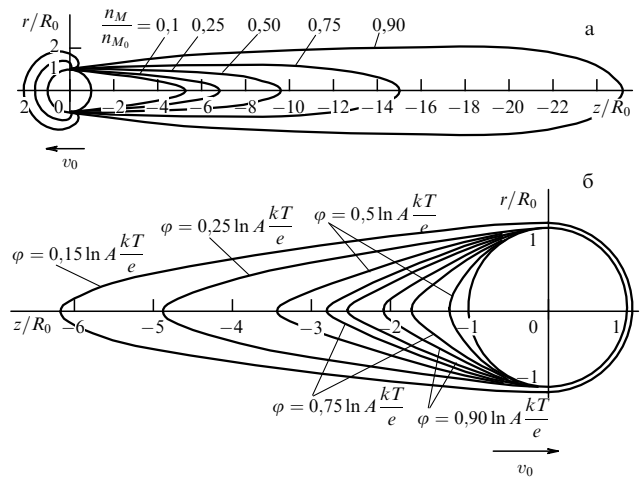 r/R₀
n_M/n_{M₀} = 0,1 0,25 0,50 0,75 0,90 а
2
1
2 0 −2 −4 −6 −8 −10 −12 −14 −16 −18 −20 −22 z/R₀
v₀
r/R₀ б
φ = 0,5 ln A kT/e
φ = 0,25 ln A kT/e
φ = 0,15 ln A kT/e
1
z/R₀ −6 −5 −4 −3 −2 −1 0 1
−1
φ = 0,75 ln A kT/e φ = 0,90 ln A kT/e
v₀